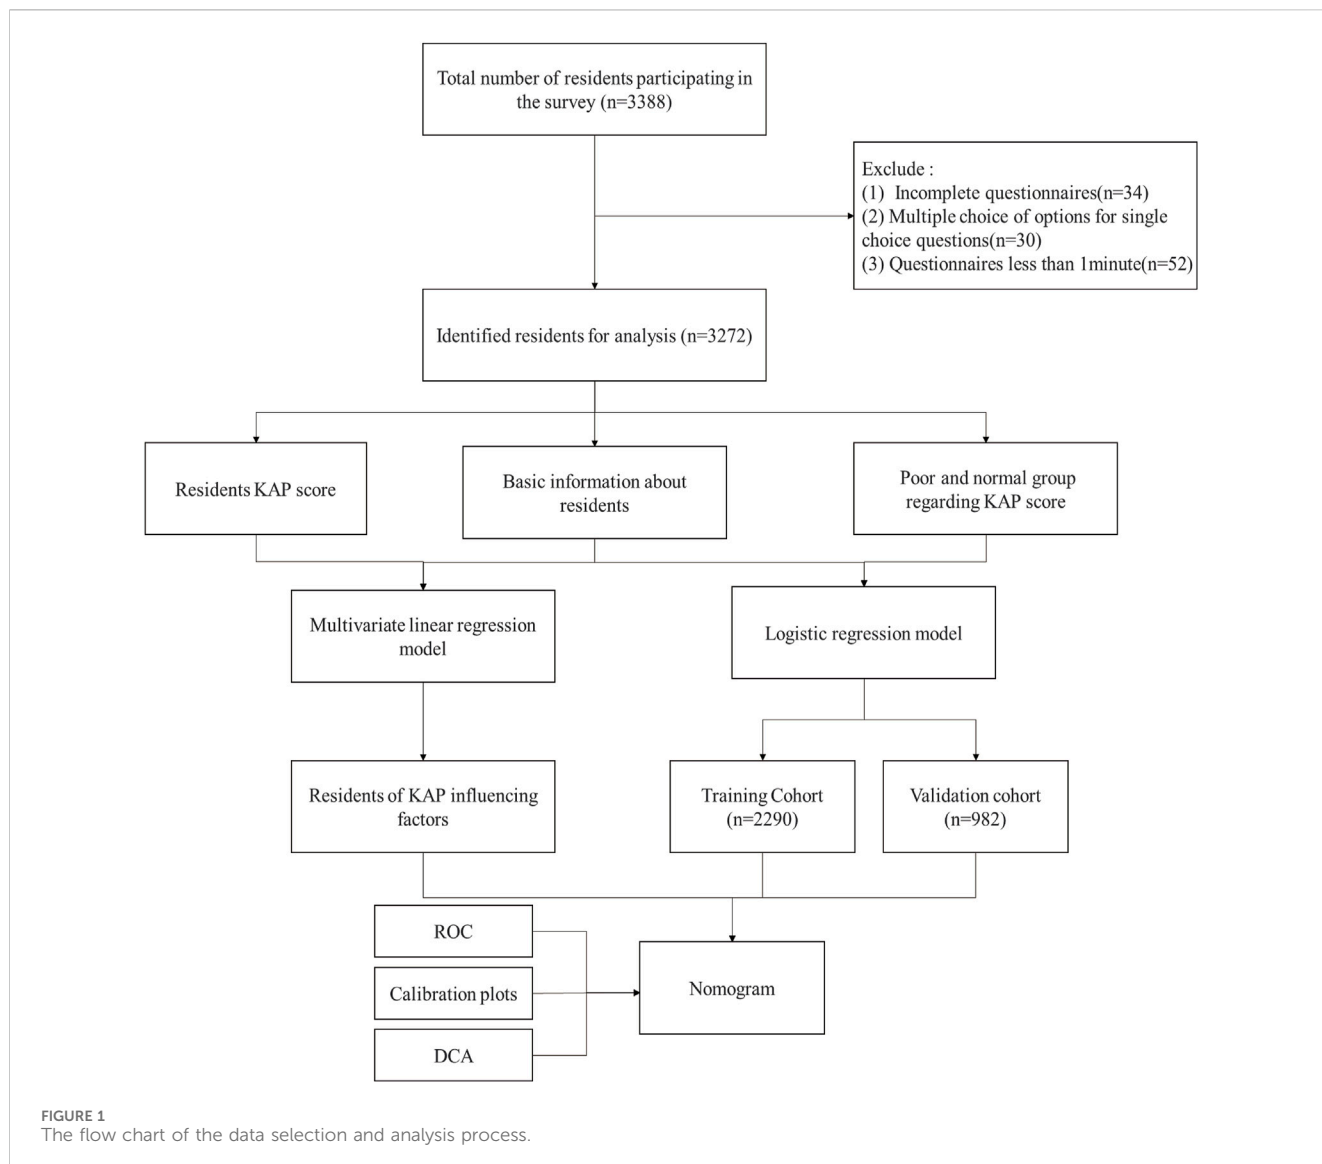 Total number of residents participating in
the survey (n=3388)
Exclude :
(1) Incomplete questionnaires(n=34)
(2) Multiple choice of options for single
choice questions(n=30)
(3) Questionnaires less than 1minute(n=52)
Identified residents for analysis (n=3272)
Residents KAP score
Basic information about
residents
Poor and normal group
regarding KAP score
Multivariate linear regression
model
Logistic regression model
Residents of KAP influencing
factors
Training Cohort
(n=2290)
Validation cohort
(n=982)
ROC
Calibration plots
DCA
Nomogram
FIGURE 1
The flow chart of the data selection and analysis process.